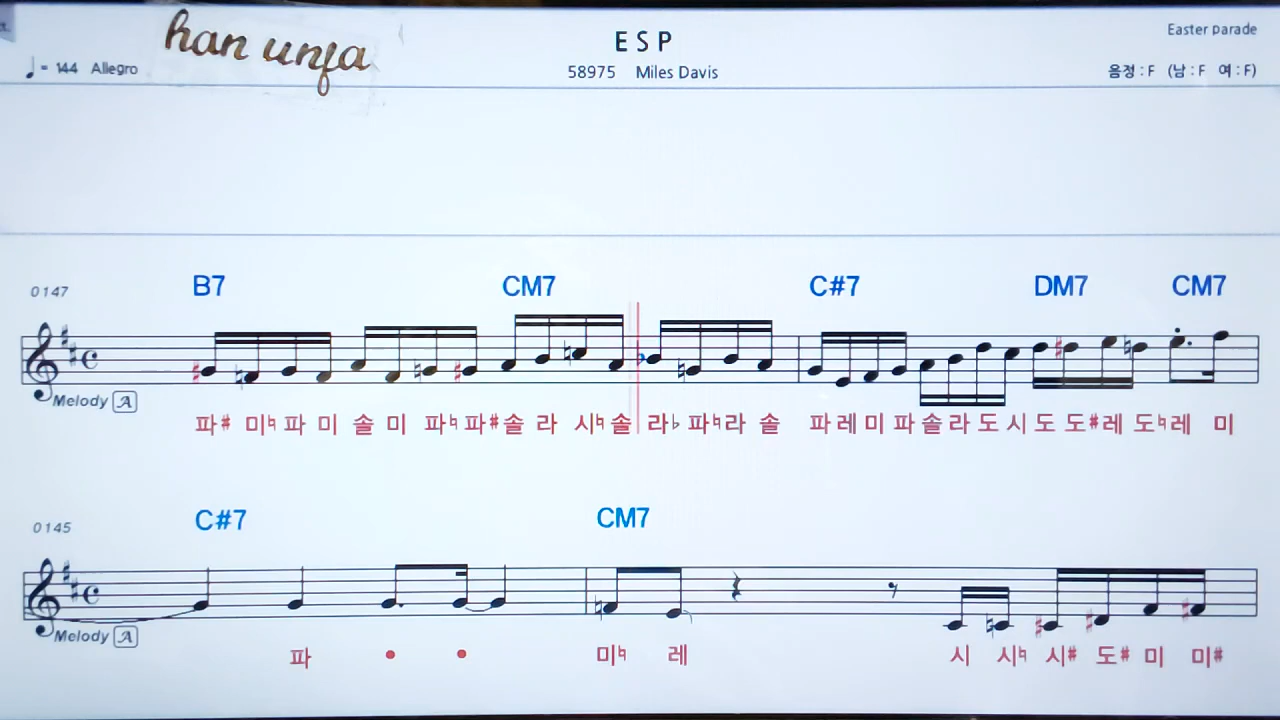 han unja
ESP
Easter parade
♩= 144 Allegro
58975 Miles Davis
음정 : F (남 : F 여 : F)
B7 CM7 C#7 DM7 CM7
0147
Melody A
파# 미♮ 파 미 솔 미 파♮ 파# 솔 라 시♮ 솔 라♭ 파♮ 라 솔 파 레 미 파 솔 라 도 시 도 도# 레 도♮ 레 미
C#7 CM7
0145
Melody A
파 • • 미♮ 레 시 시♮ 시# 도# 미 미#